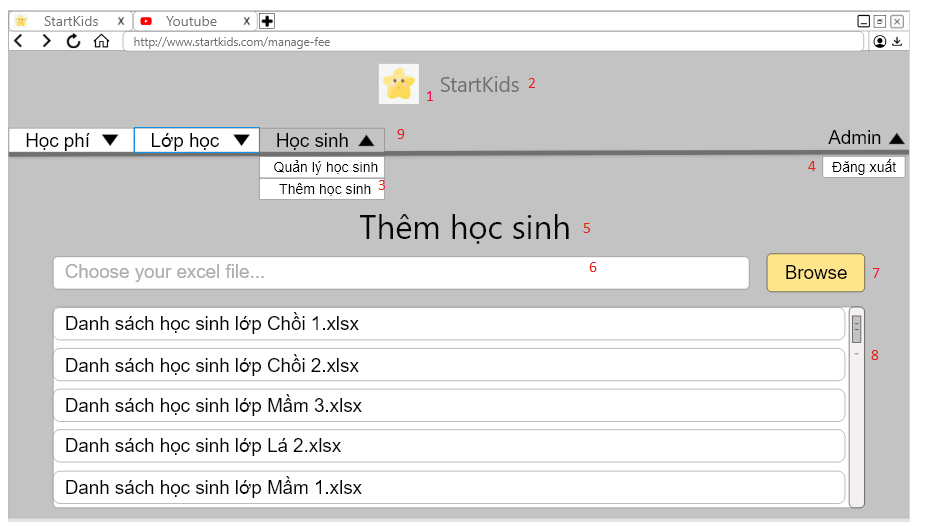 StartKids X Youtube X
http://www.startkids.com/manage-fee
1 StartKids 2
Học phí Lớp học Học sinh 9 Admin
Quản lý học sinh 4 Đăng xuất
Thêm học sinh 3
Thêm học sinh 5
Choose your excel file... 6 Browse 7
Danh sách học sinh lớp Chồi 1.xlsx
Danh sách học sinh lớp Chồi 2.xlsx 8
Danh sách học sinh lớp Mầm 3.xlsx
Danh sách học sinh lớp Lá 2.xlsx
Danh sách học sinh lớp Mầm 1.xlsx